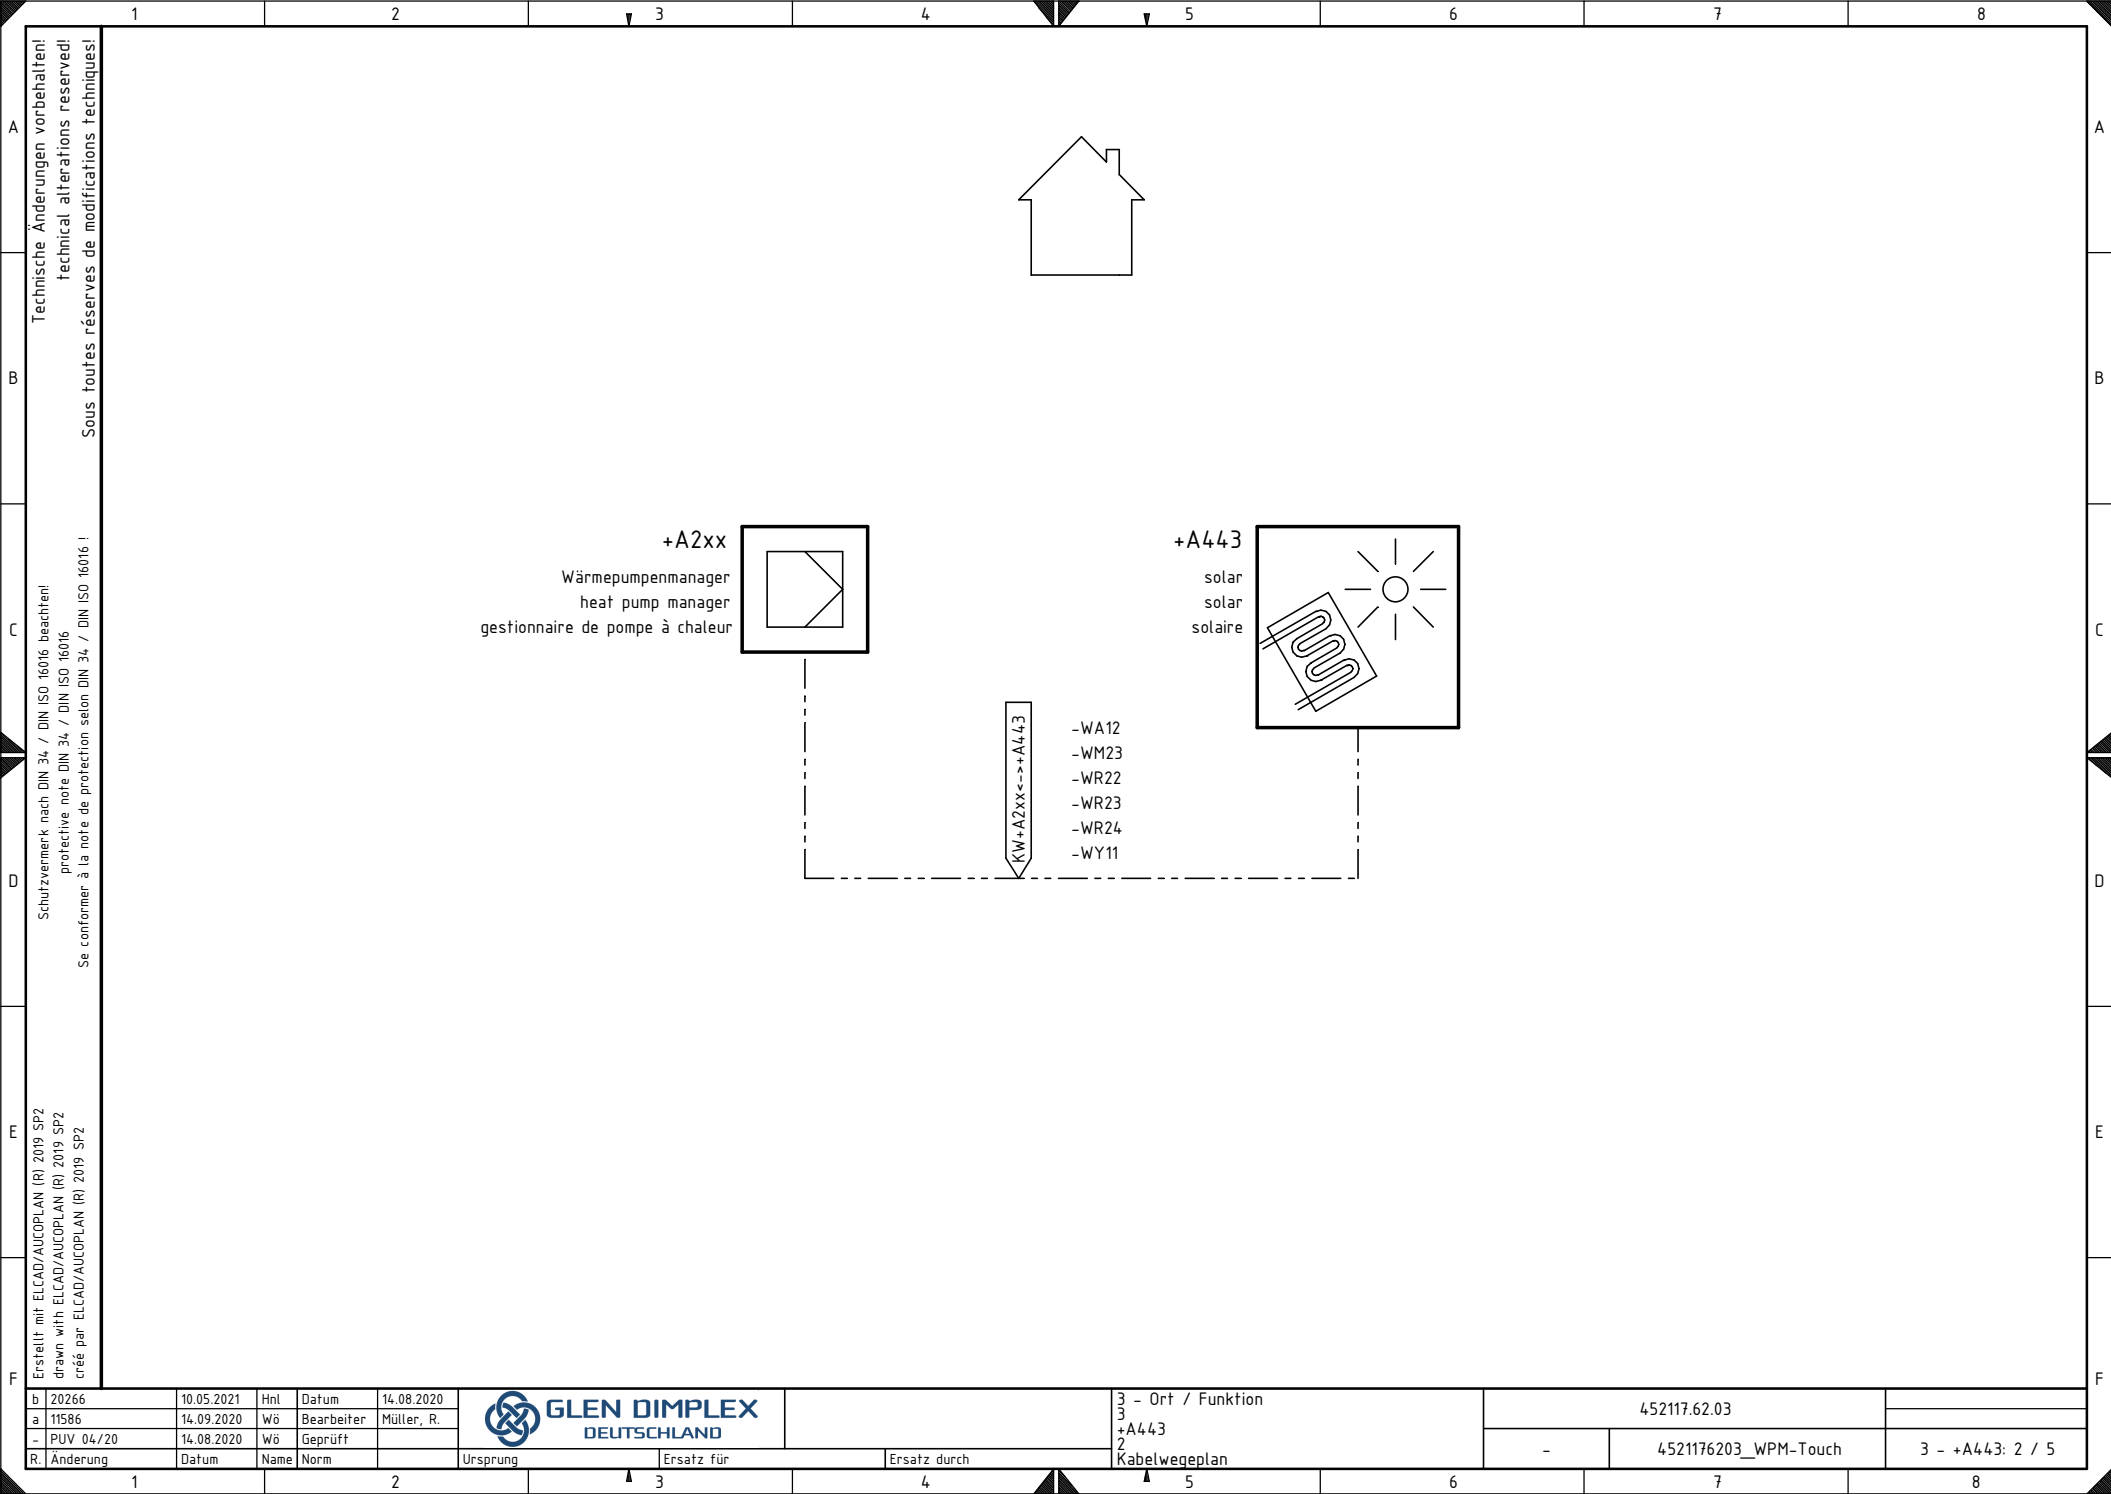 1 2 3 4 5 6 7 8
A
B
C
D
E
F
A
B
C
D
E
F
Technische Änderungen vorbehalten!
technical alterations reserved!
Sous toutes réserves de modifications techniques!
Schutzvermerk nach DIN 34 / DIN ISO 16016 beachten!
protective note DIN 34 / DIN ISO 16016
Se conformer à la note de protection selon DIN 34 / DIN ISO 16016 !
Erstellt mit ELCAD/AUCOPLAN (R) 2019 SP2
drawn with ELCAD/AUCOPLAN (R) 2019 SP2
créé par ELCAD/AUCOPLAN (R) 2019 SP2
+A2xx
Wärmepumpenmanager
heat pump manager
gestionnaire de pompe à chaleur
+A443
solar
solar
solaire
KW+A2xx<->+A443
-WA12
-WM23
-WR22
-WR23
-WR24
-WY11
b 20266 10.05.2021 Hnl Datum 14.08.2020
a 11586 14.09.2020 Wö Bearbeiter Müller, R.
- PUV 04/20 14.08.2020 Wö Geprüft
R. Änderung Datum Name Norm
GLEN DIMPLEX
DEUTSCHLAND
Ursprung Ersatz für Ersatz durch
3 - Ort / Funktion
3
+A443
2
Kabelwegeplan
452117.62.03
- 4521176203_WPM-Touch 3 - +A443: 2 / 5
1 2 3 4 5 6 7 8